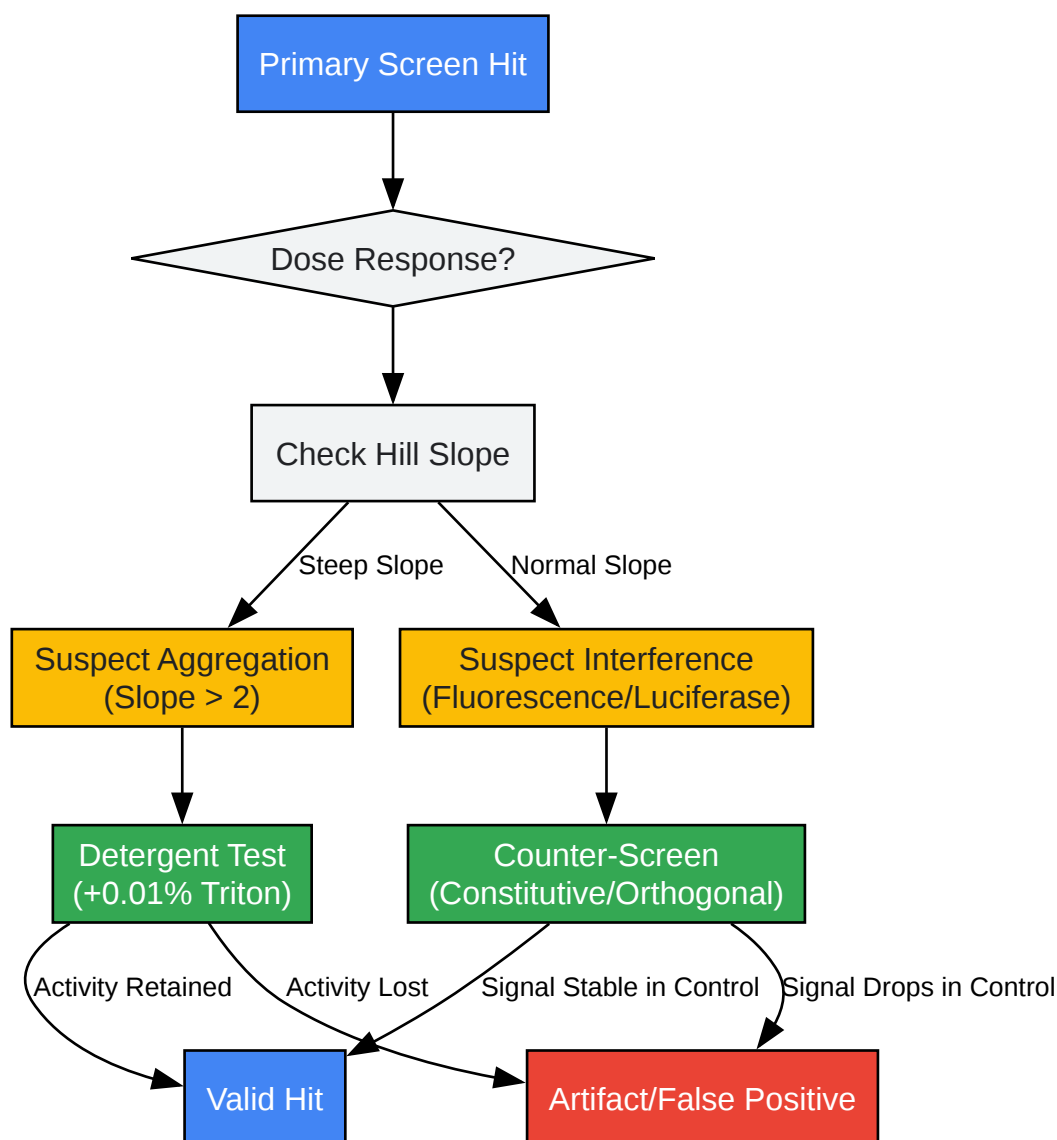 Primary Screen Hit
Dose Response?
Check Hill Slope
Steep Slope
Normal Slope
Suspect Aggregation
(Slope > 2)
Suspect Interference
(Fluorescence/Luciferase)
Detergent Test
(+0.01% Triton)
Counter-Screen
(Constitutive/Orthogonal)
Activity Retained
Activity Lost
Signal Stable in Control
Signal Drops in Control
Valid Hit
Artifact/False Positive